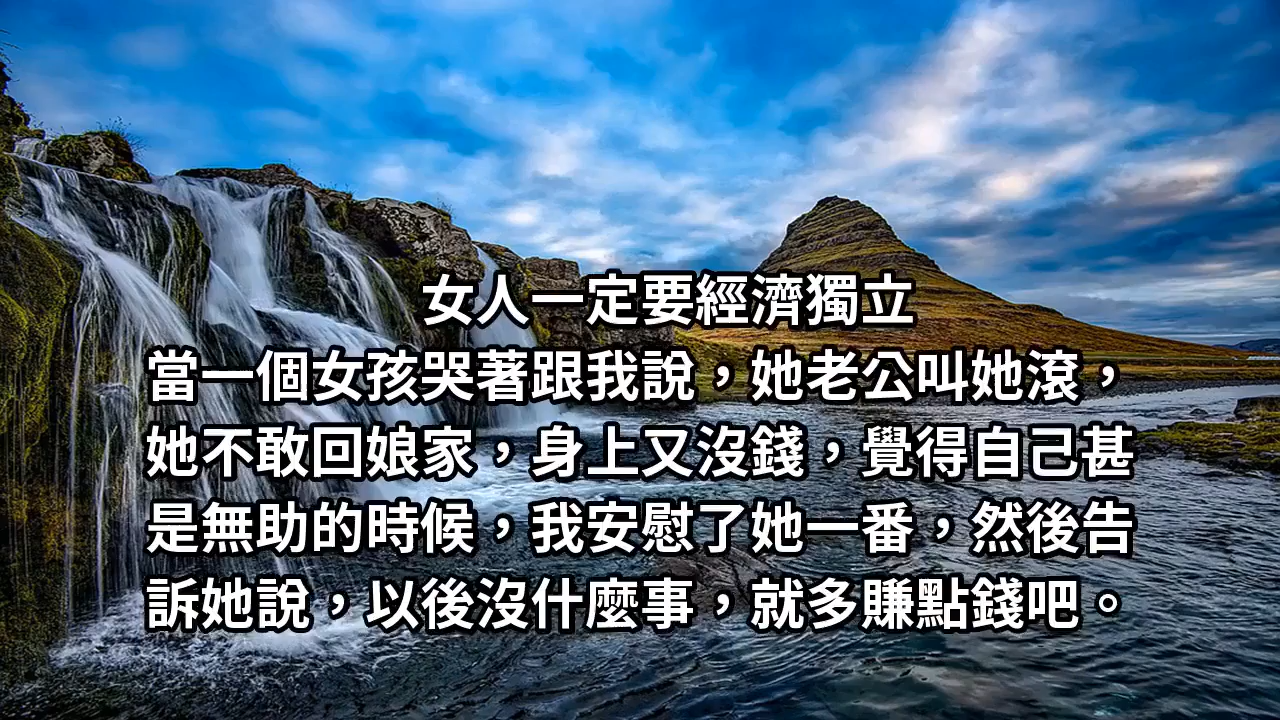 女人一定要經濟獨立
當一個女孩哭著跟我說，她老公叫她滾，
她不敢回娘家，身上又沒錢，覺得自己甚
是無助的時候，我安慰了她一番，然後告
訴她說，以後沒什麼事，就多賺點錢吧。